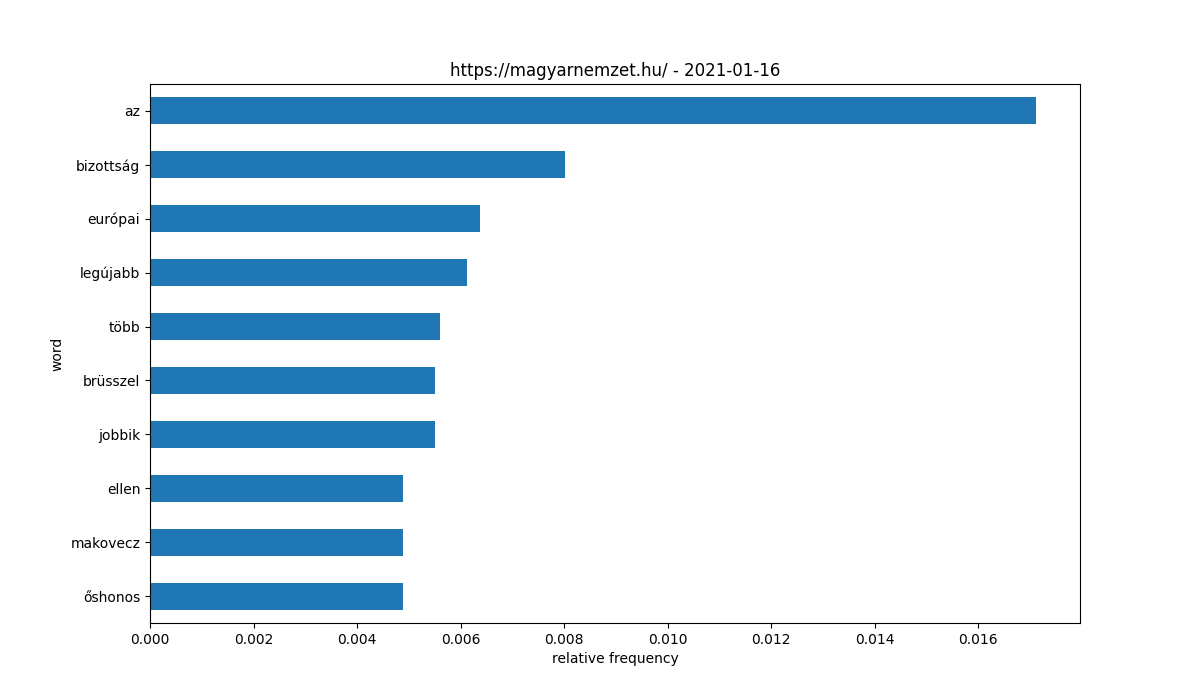 https://magyarnemzet.hu/ - 2021-01-16
az
bizottság
európai
legújabb
több
brüsszel
jobbik
ellen
makovecz
őshonos
word
0.000 0.002 0.004 0.006 0.008 0.010 0.012 0.014 0.016
relative frequency